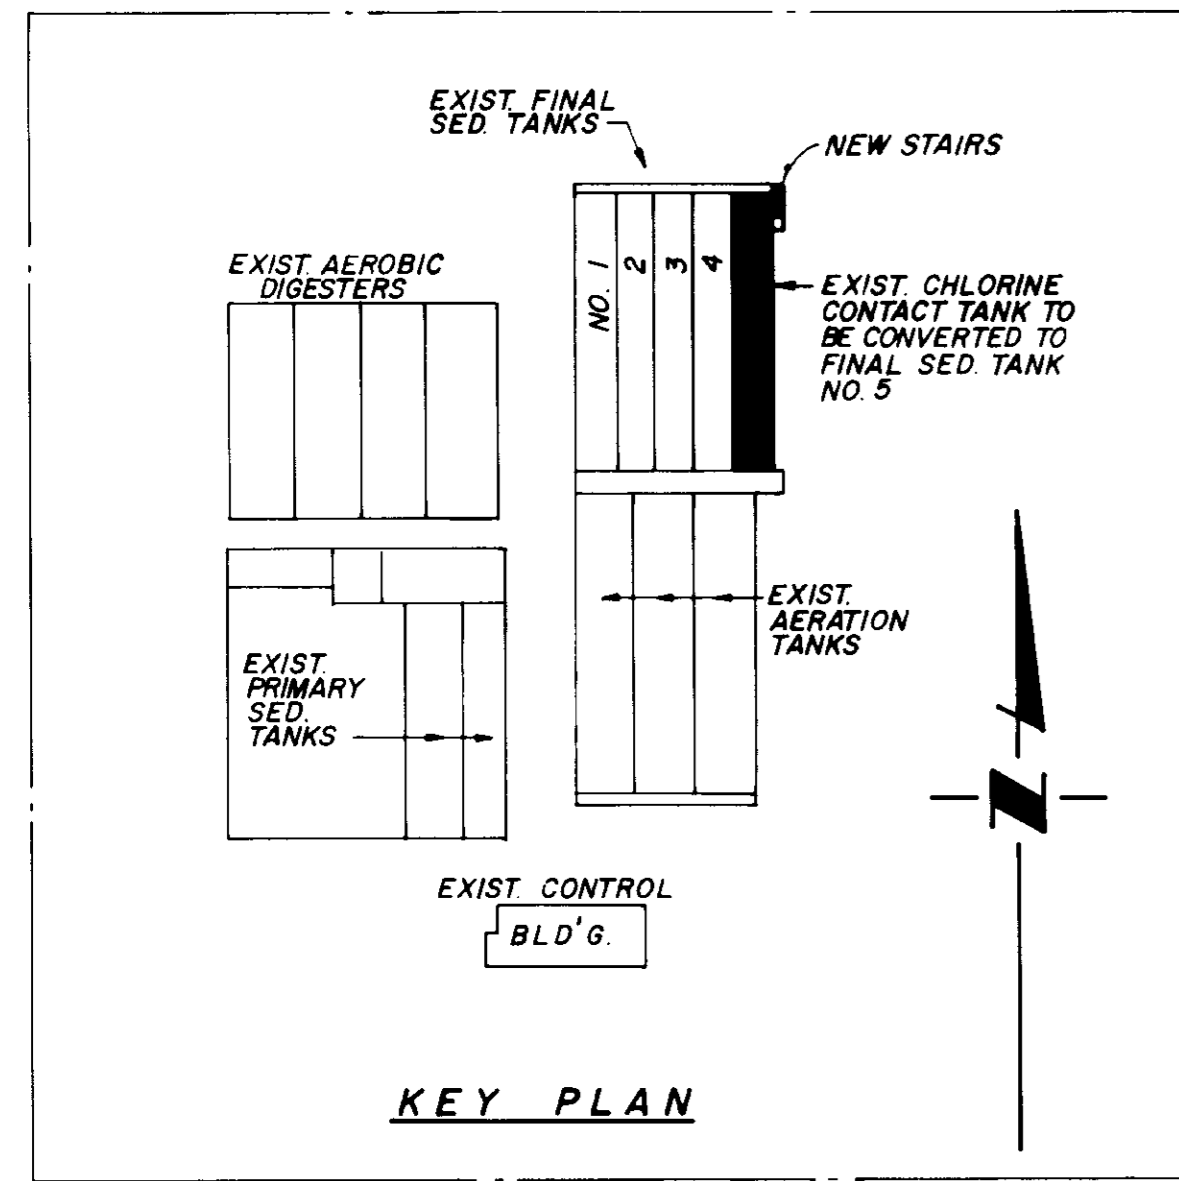 EXIST. FINAL
SED. TANKS
NEW STAIRS
EXIST. AEROBIC
DIGESTERS
NO. 1
2
3
4
EXIST. CHLORINE
CONTACT TANK TO
BE CONVERTED TO
FINAL SED. TANK
NO. 5
EXIST.
AERATION
TANKS
EXIST.
PRIMARY
SED.
TANKS
N
EXIST. CONTROL
BLD'G.
KEY PLAN